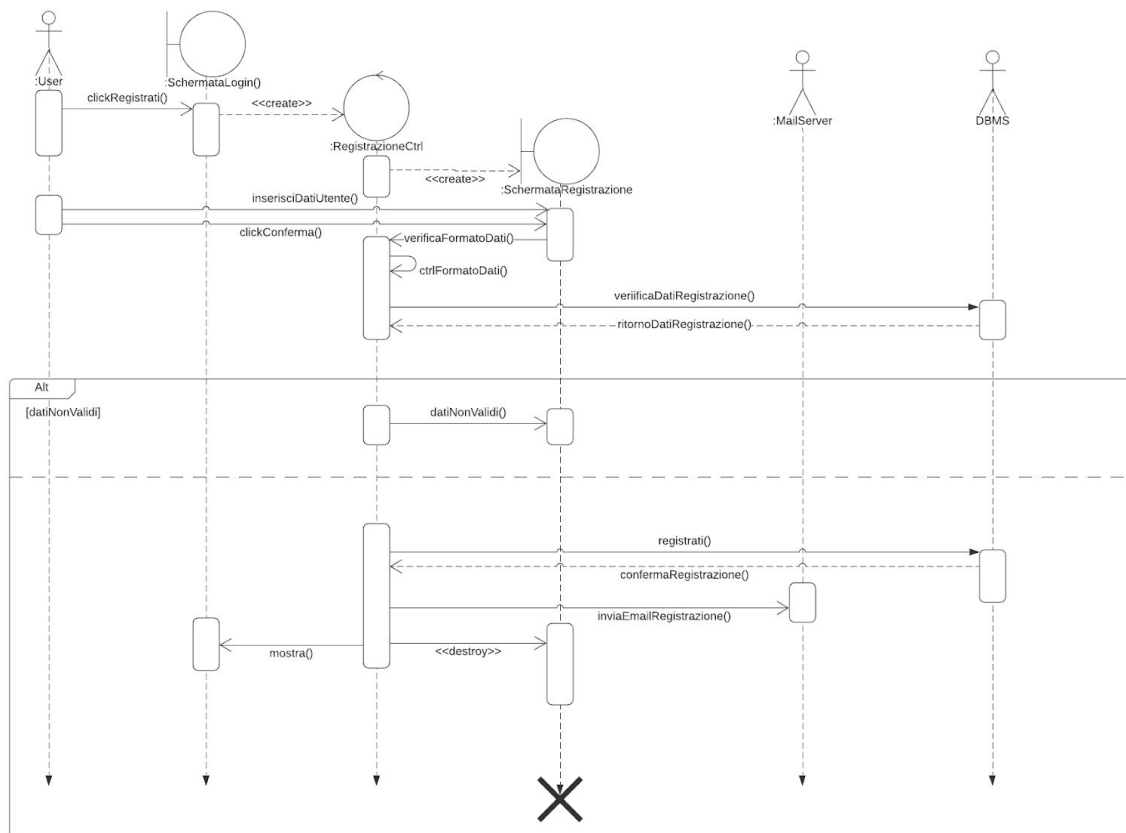 :User
:SchermataLogin()
clickRegistrati()
<<create>>
:RegistrazioneCtrl
:MailServer
DBMS
<<create>>
:SchermataRegistrazione
inserisciDatiUtente()
clickConferma()
verificaFormatoDati()
ctrlFormatoDati()
veriificaDatiRegistrazione()
ritornoDatiRegistrazione()
Alt
[datiNonValidi]
datiNonValidi()
registrati()
confermaRegistrazione()
inviaEmailRegistrazione()
mostra()
<<destroy>>